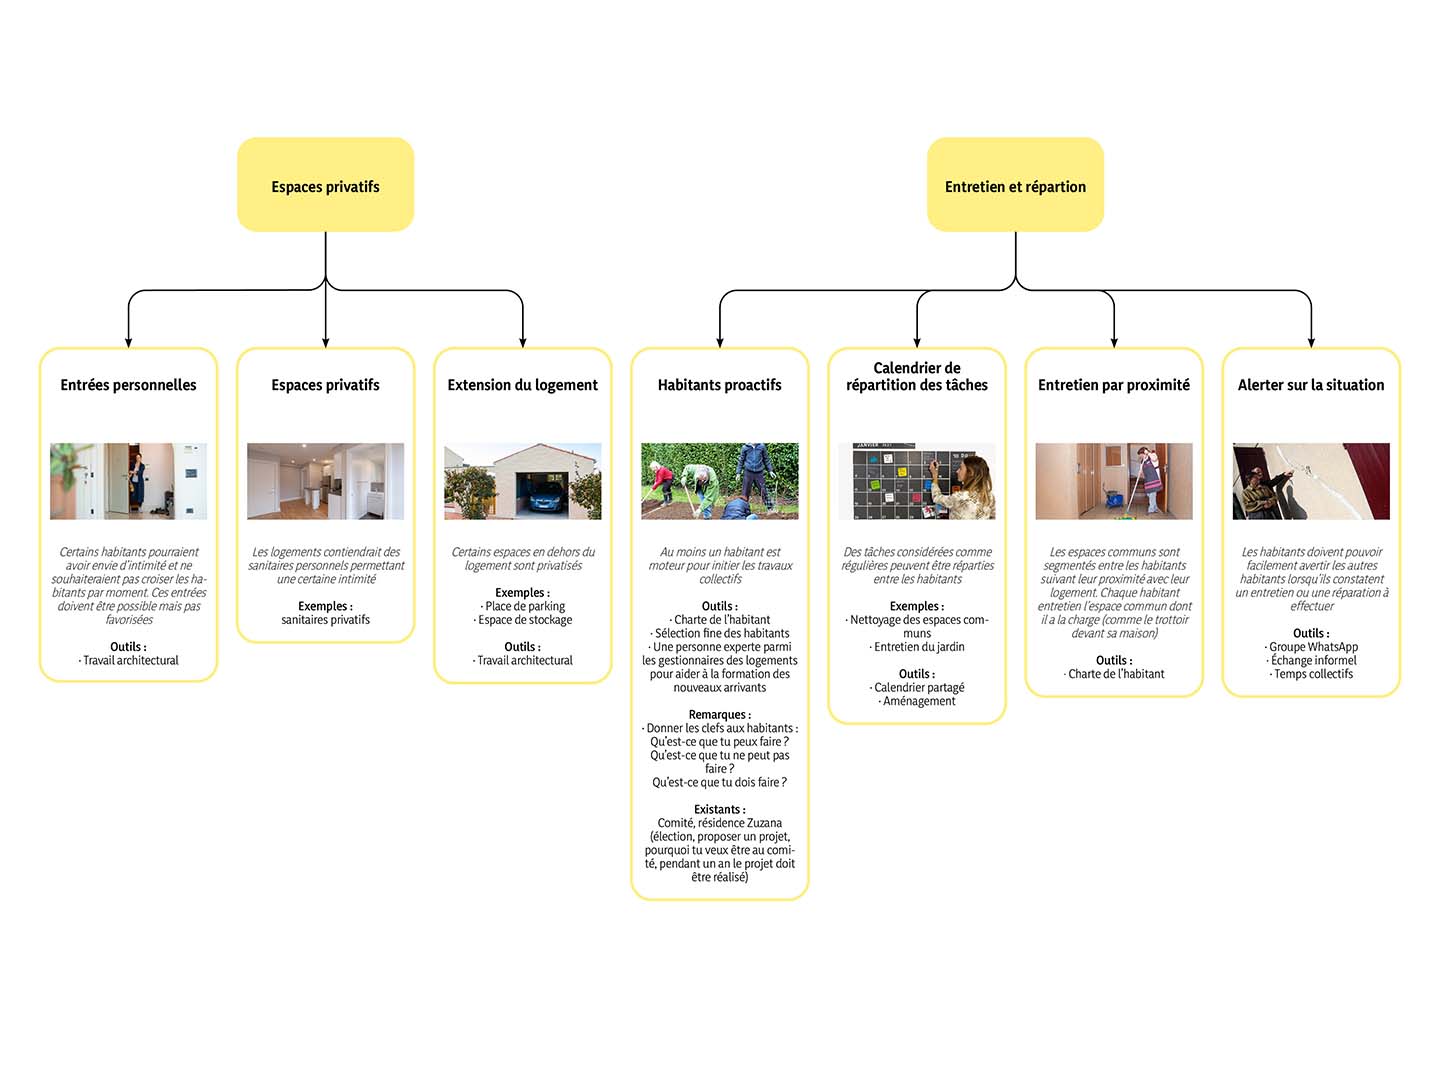 Espaces privatifs
Entretien et répartion
Entrées personnelles
Certains habitants pourraient
avoir envie d'intimité et ne
souhaiteraient pas croiser les ha-
bitants par moment. Ces entrées
doivent être possible mais pas
favorisées
Outils :
· Travail architectural
Espaces privatifs
Les logements contiendrait des
sanitaires personnels permettant
une certaine intimité
Exemples :
sanitaires privatifs
Extension du logement
Certains espaces en dehors du
logement sont privatisés
Exemples :
· Place de parking
· Espace de stockage
Outils :
· Travail architectural
Habitants proactifs
Au moins un habitant est
moteur pour initier les travaux
collectifs
Outils :
· Charte de l'habitant
· Sélection fine des habitants
· Une personne experte parmi
les gestionnaires des logements
pour aider à la formation des
nouveaux arrivants
Remarques :
· Donner les clefs aux habitants :
Qu'est-ce que tu peux faire ?
Qu'est-ce que tu ne peut pas
faire ?
Qu'est-ce que tu dois faire ?
Existants :
Comité, résidence Zuzana
(élection, proposer un projet,
pourquoi tu veux être au comi-
té, pendant un an le projet doit
être réalisé)
Calendrier de
répartition des tâches
JANVIER
Des tâches considérées comme
régulières peuvent être réparties
entre les habitants
Exemples :
· Nettoyage des espaces com-
muns
· Entretien du jardin
Outils :
· Calendrier partagé
· Aménagement
Entretien par proximité
Les espaces communs sont
segmentés entre les habitants
suivant leur proximité avec leur
logement. Chaque habitant
entretien l'espace commun dont
il a la charge (comme le trottoir
devant sa maison)
Outils :
· Charte de l'habitant
Alerter sur la situation
Les habitants doivent pouvoir
facilement avertir les autres
habitants lorsqu'ils constatent
un entretien ou une réparation à
effectuer
Outils :
· Groupe WhatsApp
· Échange informel
· Temps collectifs